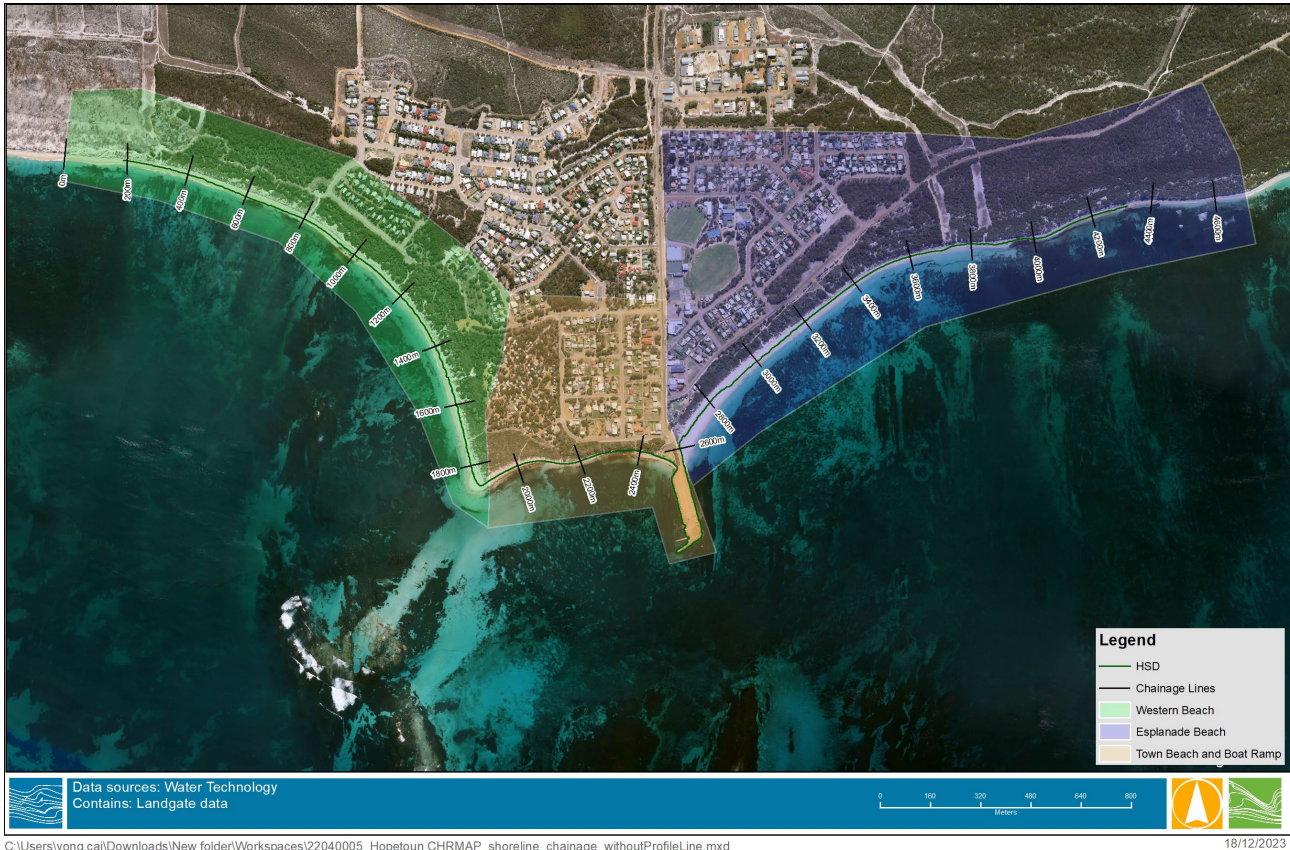 0m
200m
400m
600m
800m
1000m
1200m
1400m
1600m
1800m
2000m
2200m
2400m
2600m
2800m
3000m
3200m
3400m
3600m
3800m
4000m
4200m
4400m
4600m
Legend
HSD
Chainage Lines
Western Beach
Esplanade Beach
Town Beach and Boat Ramp
Data sources: Water Technology
Contains: Landgate data
0 160 320 480 640 800
Meters
C:\Users\yong.cai\Downloads\New folder\Workspaces\22040005_Hopetoun CHRMAP_shoreline_chainage_withoutProfileLine.mxd
18/12/2023